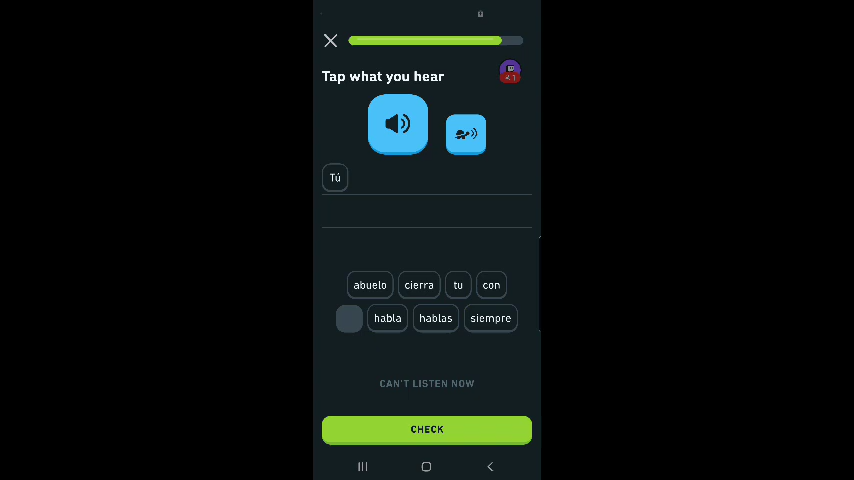 Tap what you hear
Tú
abuelo cierra tu con
habla hablas siempre
CAN'T LISTEN NOW
CHECK